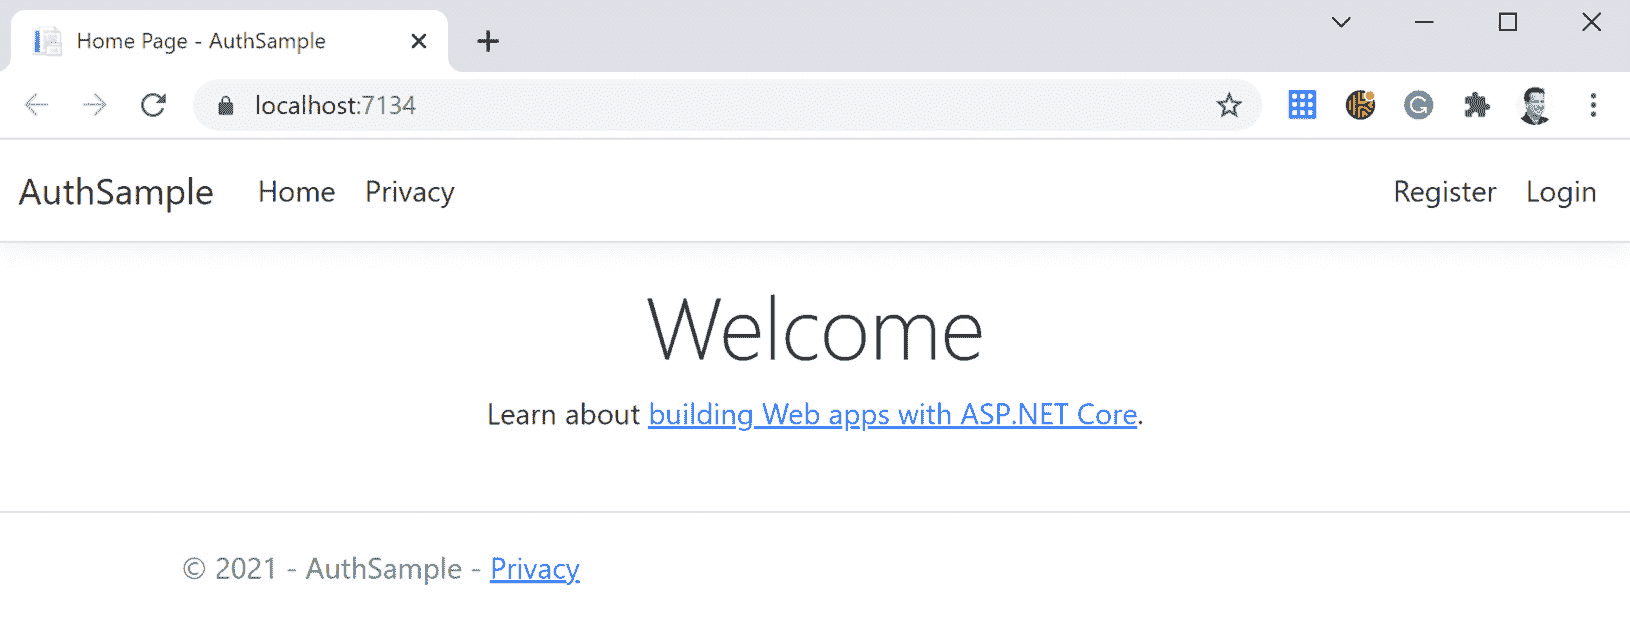 Home Page - AuthSample
localhost:7134
AuthSample Home Privacy Register Login
Welcome
Learn about building Web apps with ASP.NET Core.
© 2021 - AuthSample - Privacy